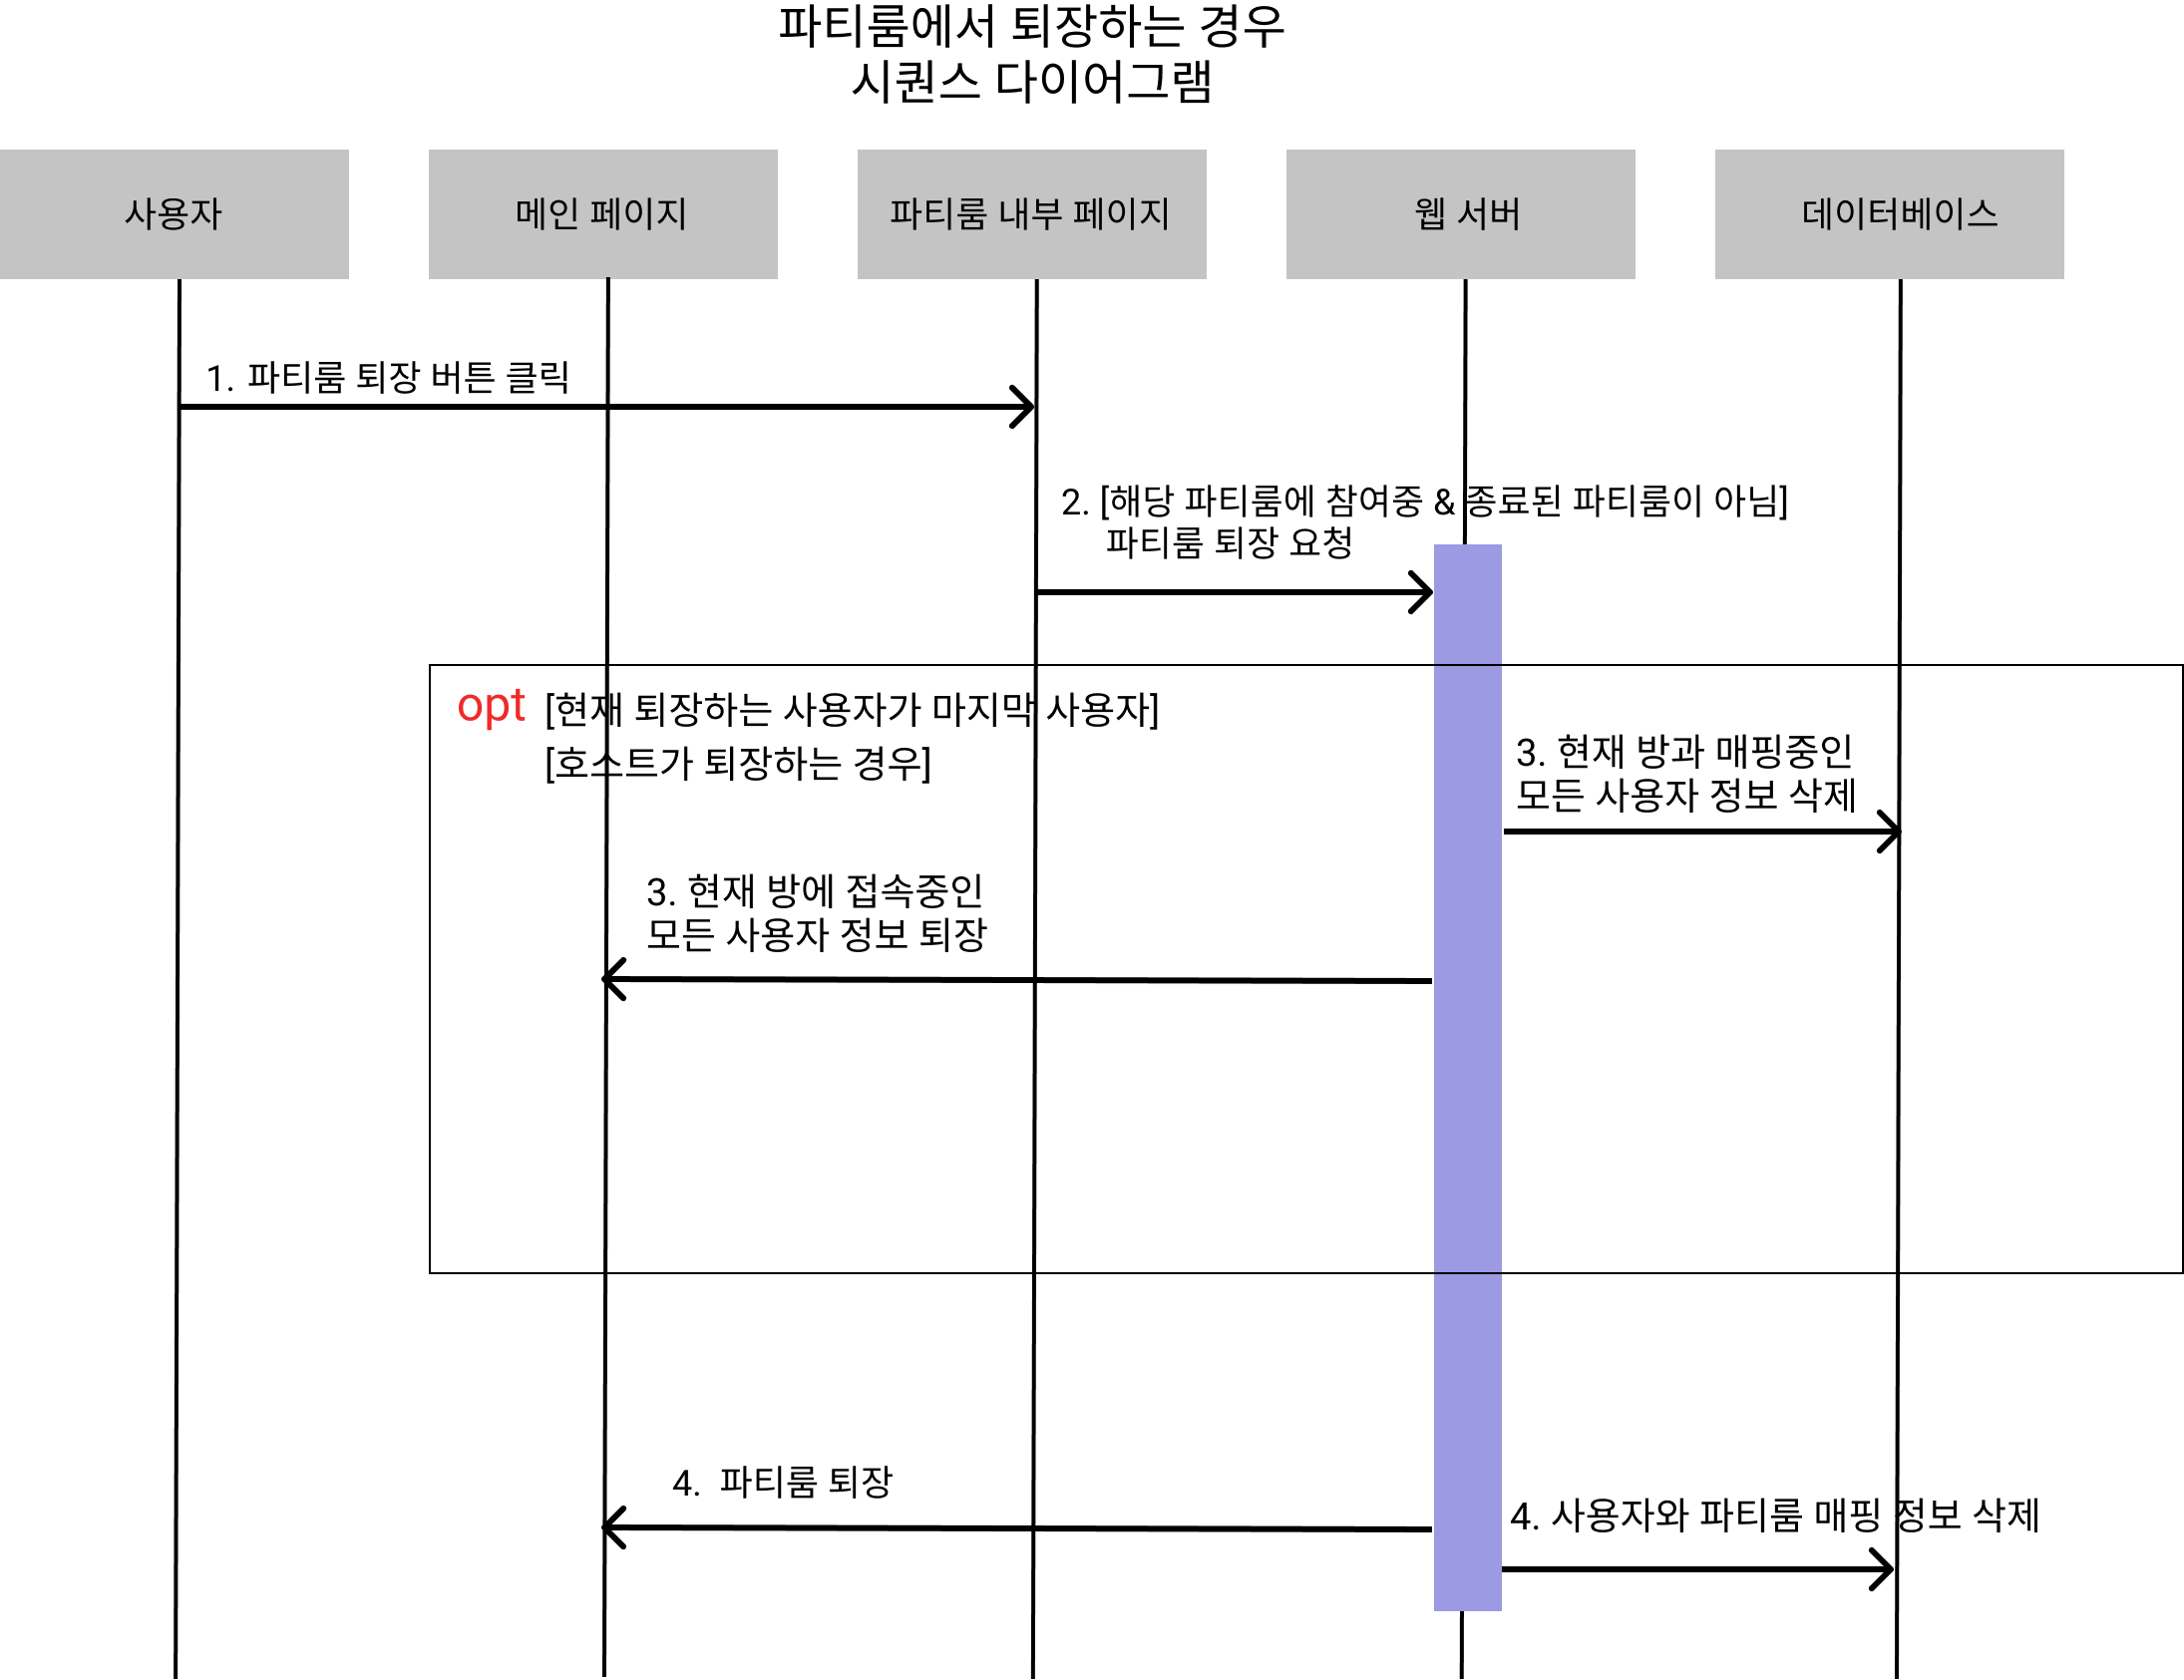 파티룸에서 퇴장하는 경우
시퀀스 다이어그램
사용자
메인 페이지
파티룸 내부 페이지
웹 서버
데이터베이스
1. 파티룸 퇴장 버튼 클릭
2. [해당 파티룸에 참여중 & 종료된 파티룸이 아님]
파티룸 퇴장 요청
opt [현재 퇴장하는 사용자가 마지막 사용자]
[호스트가 퇴장하는 경우]
3. 현재 방과 매핑중인
모든 사용자 정보 삭제
3. 현재 방에 접속중인
모든 사용자 정보 퇴장
4. 파티룸 퇴장
4. 사용자와 파티룸 매핑 정보 삭제